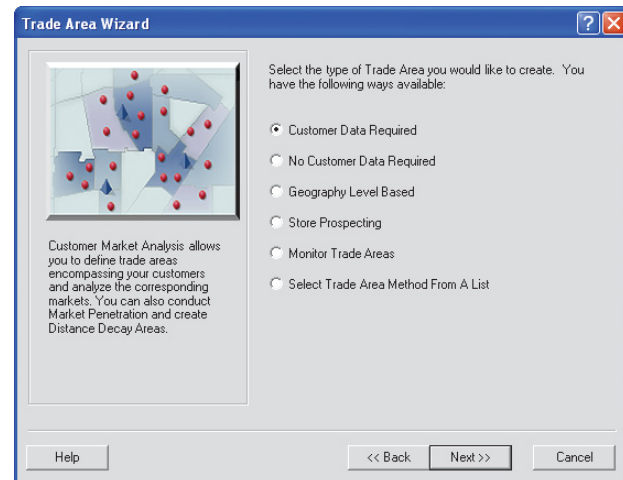 Trade Area Wizard
Select the type of Trade Area you would like to create. You
have the following ways available:
Customer Data Required
No Customer Data Required
Geography Level Based
Store Prospecting
Monitor Trade Areas
Select Trade Area Method From A List
Customer Market Analysis allows
you to define trade areas
encompassing your customers
and analyze the corresponding
markets. You can also conduct
Market Penetration and create
Distance Decay Areas.
Help
<< Back
Next >>
Cancel